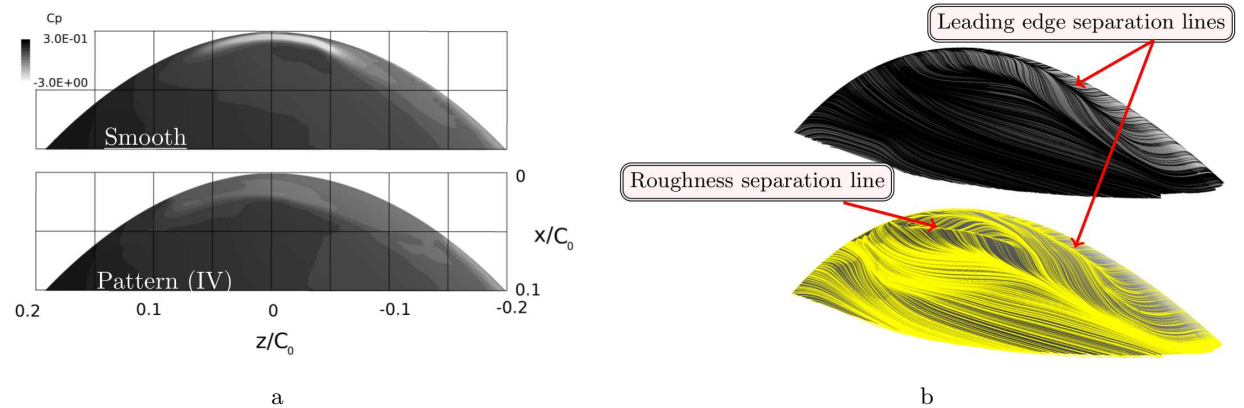 Cp
3.0E-01
-3.0E+00
Smooth
0
x/C₀
Pattern (IV)
0.1
0.2 0.1 0 -0.1 -0.2
z/C₀
a
Leading edge separation lines
Roughness separation line
b